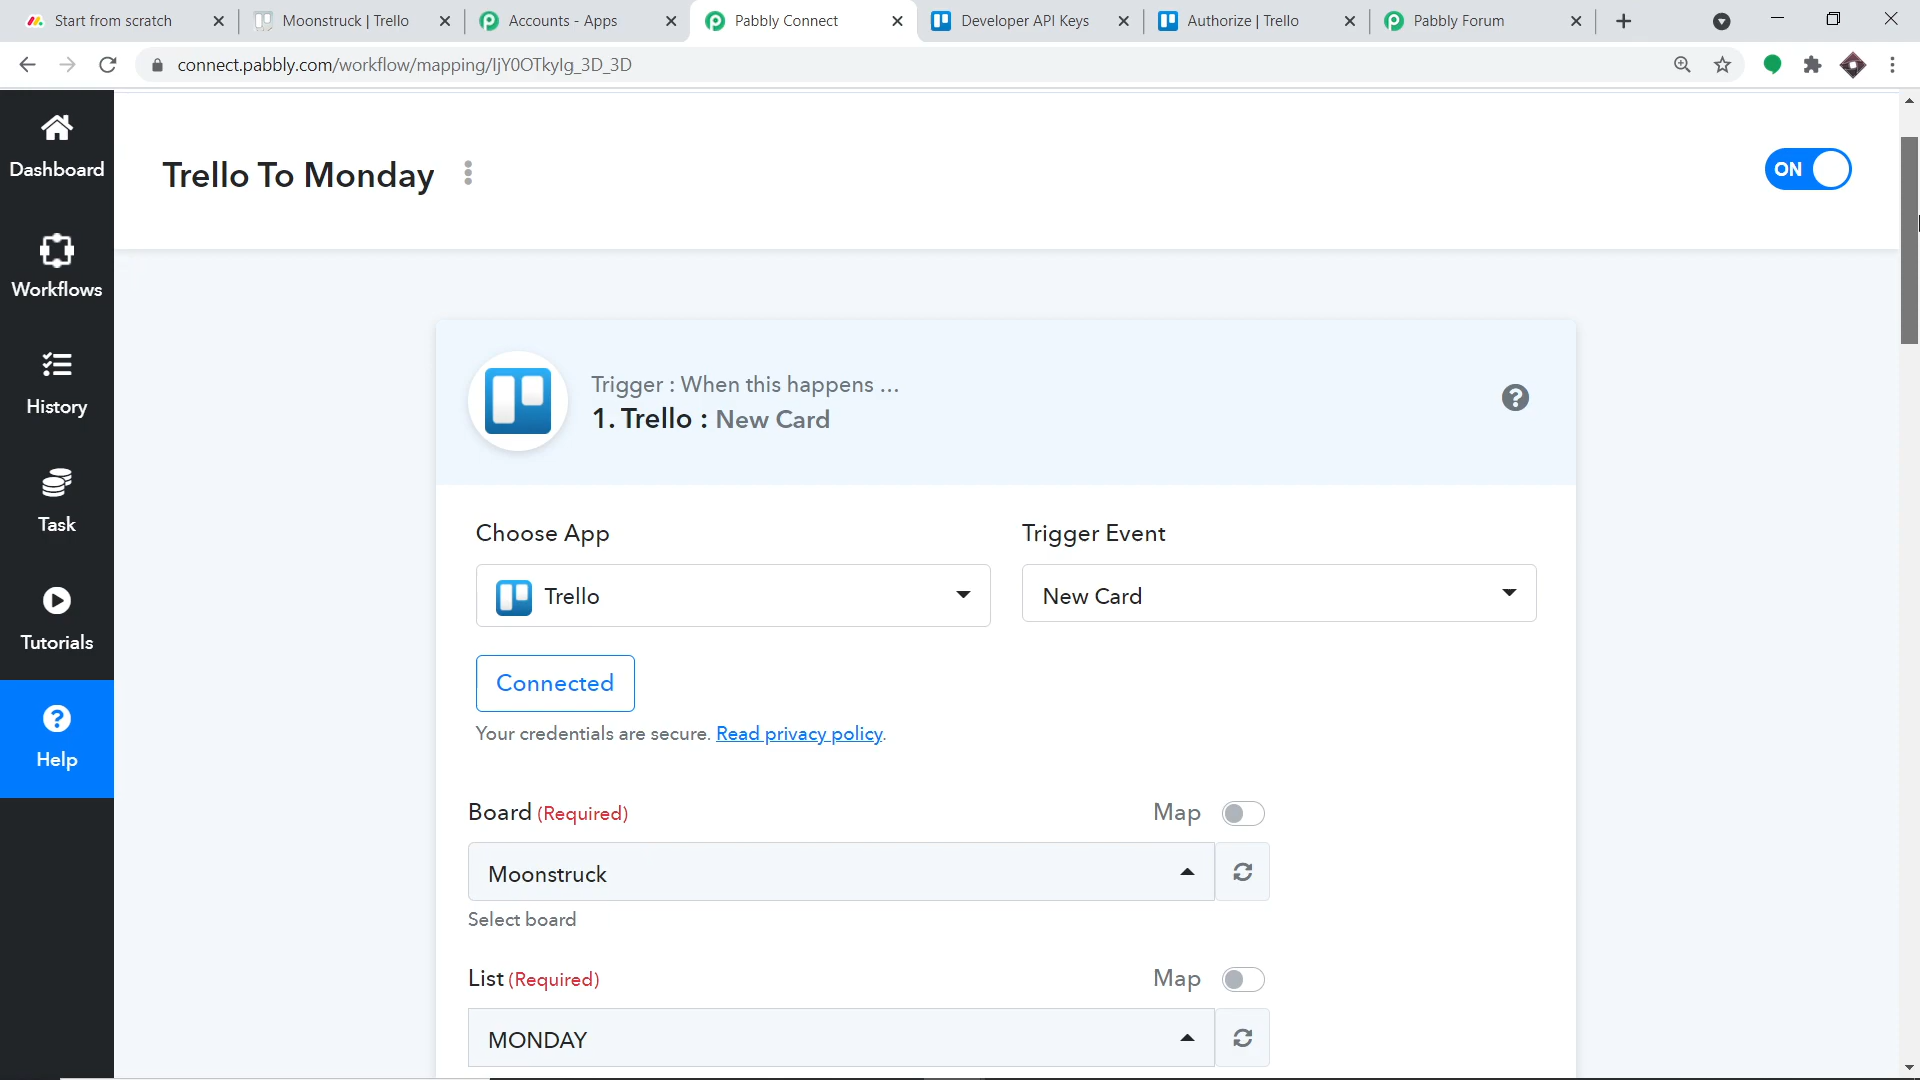 Start from scratch
Moonstruck | Trello
Accounts - Apps
Pabbly Connect
Developer API Keys
Authorize | Trello
Pabbly Forum
connect.pabbly.com/workflow/mapping/IjY0OTkyIg_3D_3D
Dashboard
Workflows
History
Task
Tutorials
Help
Trello To Monday
ON
Trigger : When this happens ...
1. Trello : New Card
Choose App
Trigger Event
Trello
New Card
Connected
Your credentials are secure. Read privacy policy.
Board (Required)
Map
Moonstruck
Select board
List (Required)
Map
MONDAY